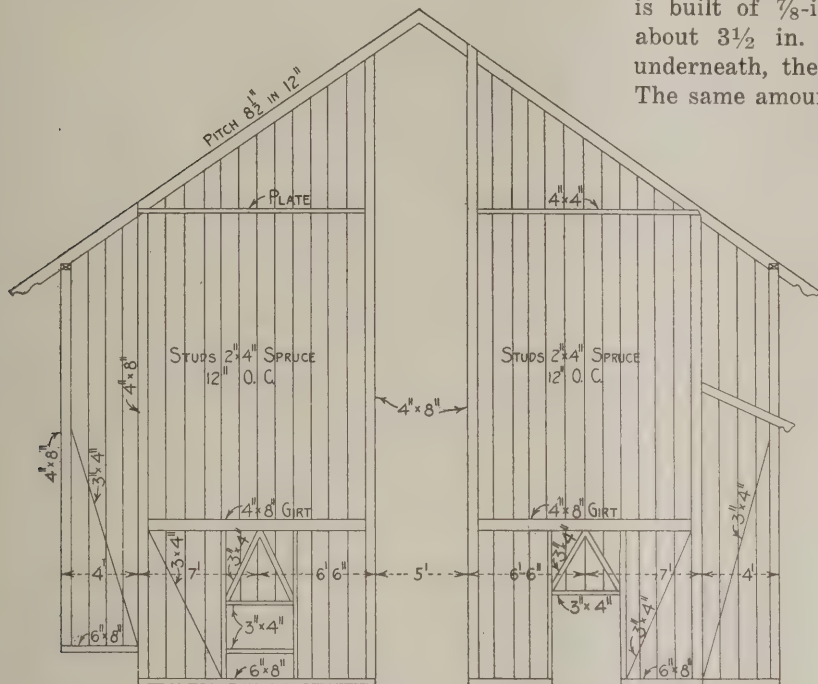 is built of ⅞-i
about 3½ in.
underneath, the
The same amou
PITCH 8½" IN 12"
PLATE
4"×4"
STUDS 2"×4" SPRUCE
12" O. C.
STUDS 2"×4" SPRUCE
12" O. C.
4"×8"
4"×8"
4"×8"
3"×4"
3"×4"
4"×8" GIRT
4"×8" GIRT
3"×4"
3"×4"
3"×4"
4'
7'
6' 6"
5'
6' 6"
7'
4'
3"×4"
3"×4"
3"×4"
6"×8"
6"×8"
6"×8"